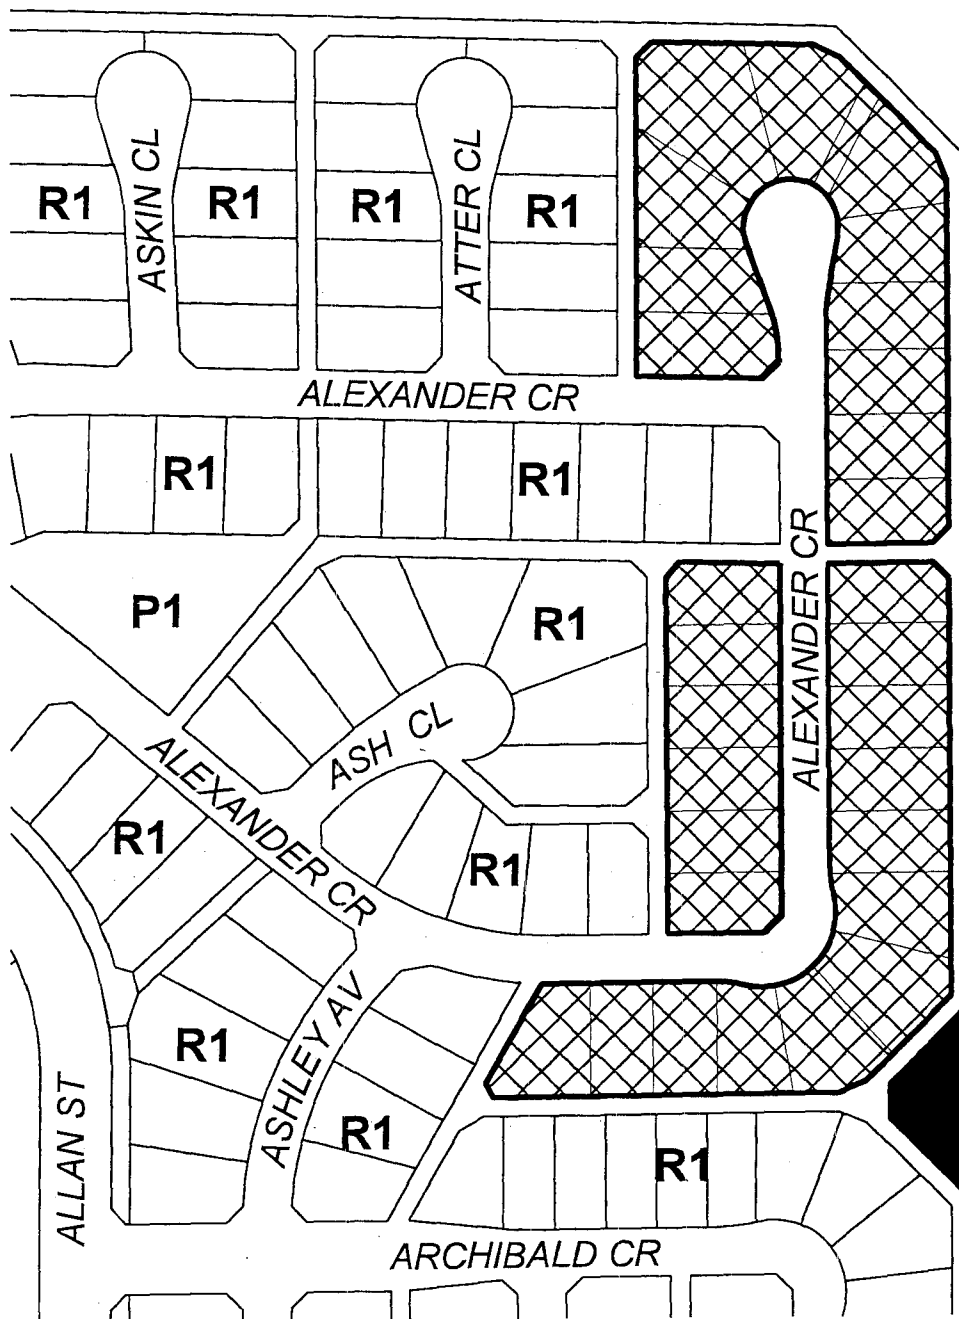 ASKIN CL
ATTER CL
R1
R1
R1
R1
ALEXANDER CR
R1
R1
ALEXANDER CR
P1
R1
ASH CL
ALEXANDER CR
R1
R1
ASHLEY AV
R1
R1
ALLAN ST
R1
ARCHIBALD CR